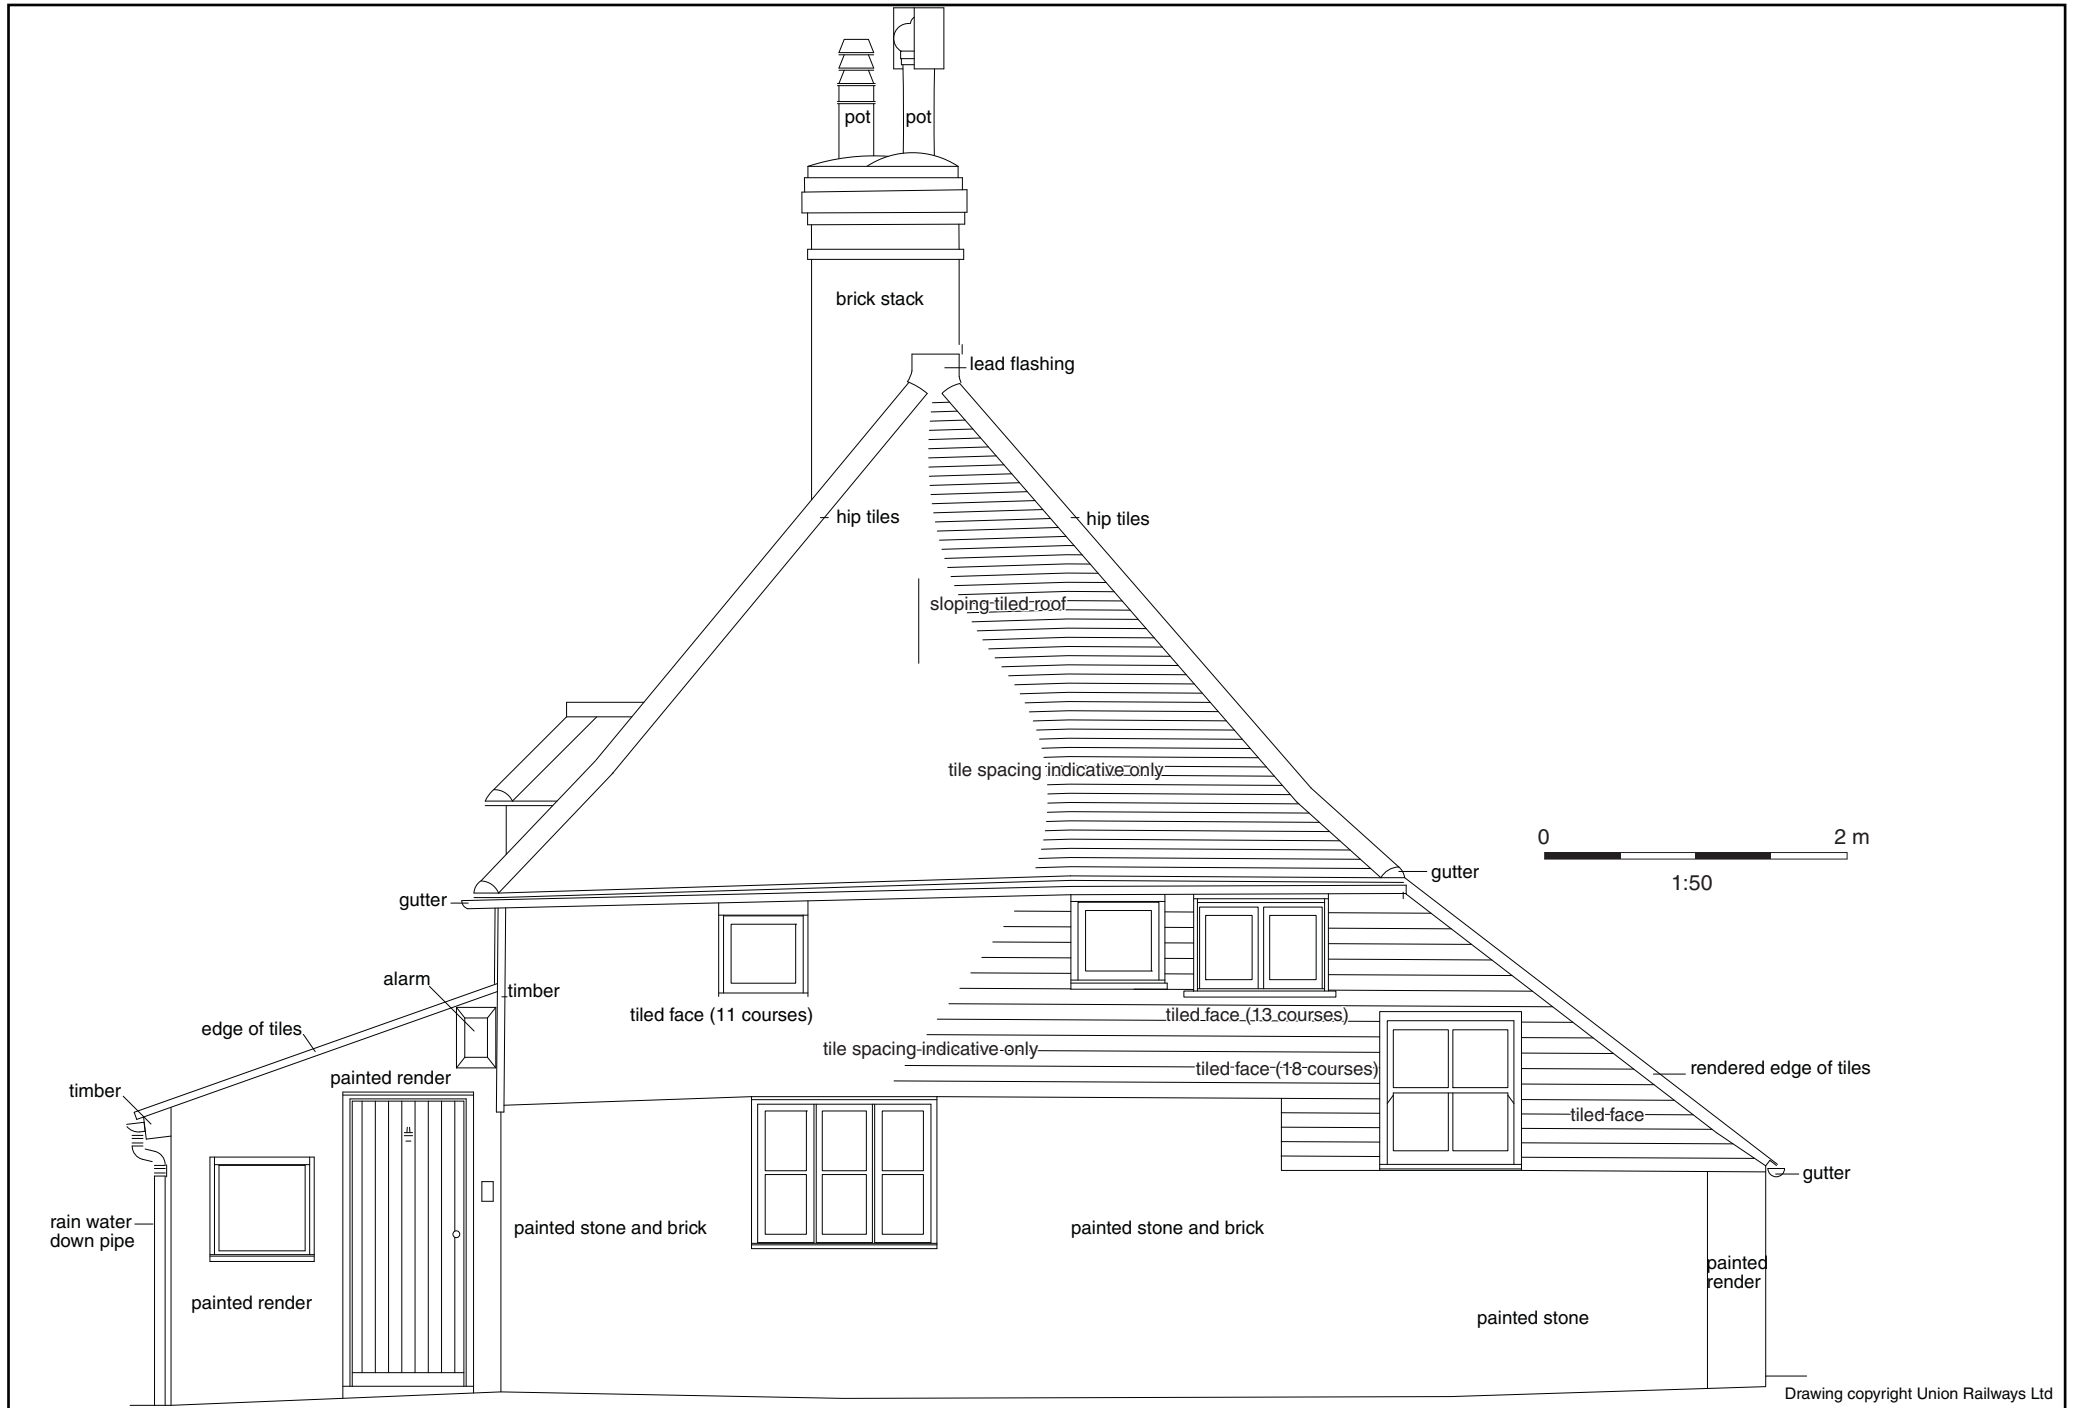 pot
pot
brick stack
lead flashing
hip tiles
hip tiles
sloping tiled roof
tile spacing indicative only
0
2 m
1:50
gutter
gutter
alarm
timber
tiled face (11 courses)
tiled face (13 courses)
edge of tiles
tile spacing indicative only
tiled face (18 courses)
rendered edge of tiles
painted render
timber
tiled face
gutter
rain water
down pipe
painted stone and brick
painted stone and brick
painted
render
painted render
painted stone
Drawing copyright Union Railways Ltd